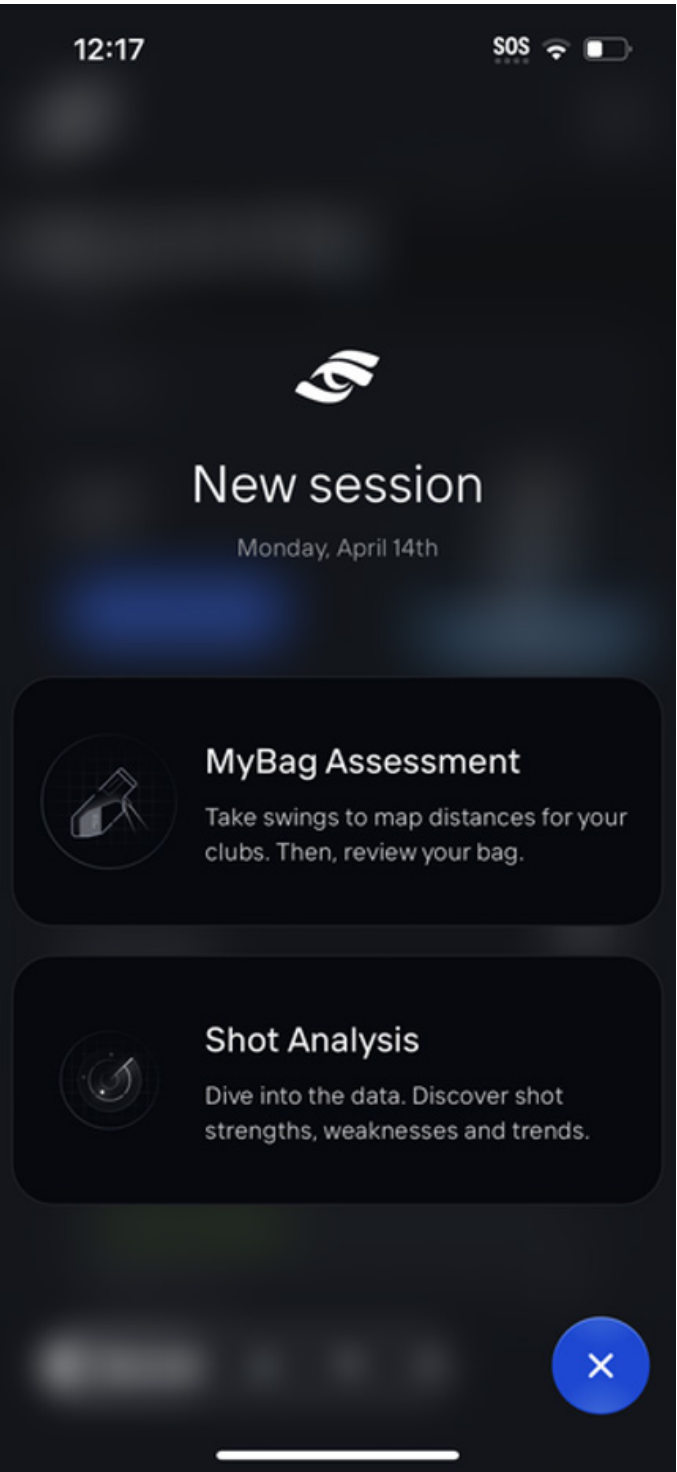 12:17
SOS
New session
Monday, April 14th
MyBag Assessment
Take swings to map distances for your
clubs. Then, review your bag.
Shot Analysis
Dive into the data. Discover shot
strengths, weaknesses and trends.